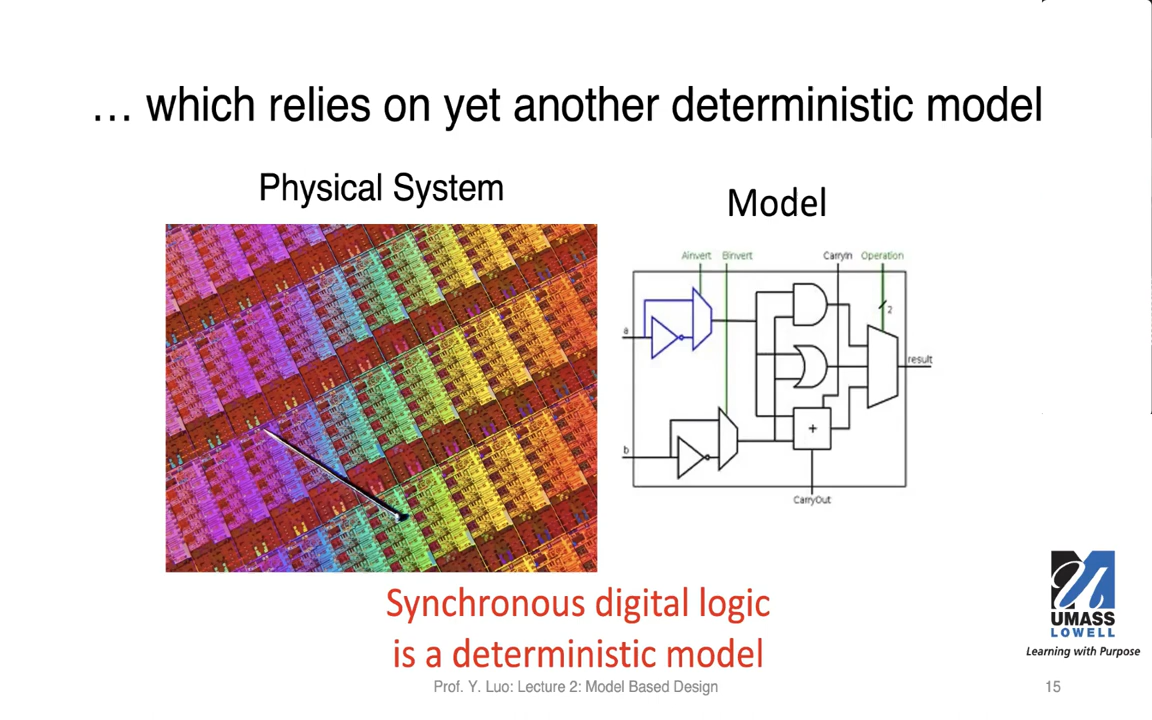 … which relies on yet another deterministic model
Physical System
Model
Ainvert Binvert CarryIn Operation
2
a
result
+
b
CarryOut
Synchronous digital logic
is a deterministic model
UMASS
LOWELL
Learning with Purpose
Prof. Y. Luo: Lecture 2: Model Based Design
15